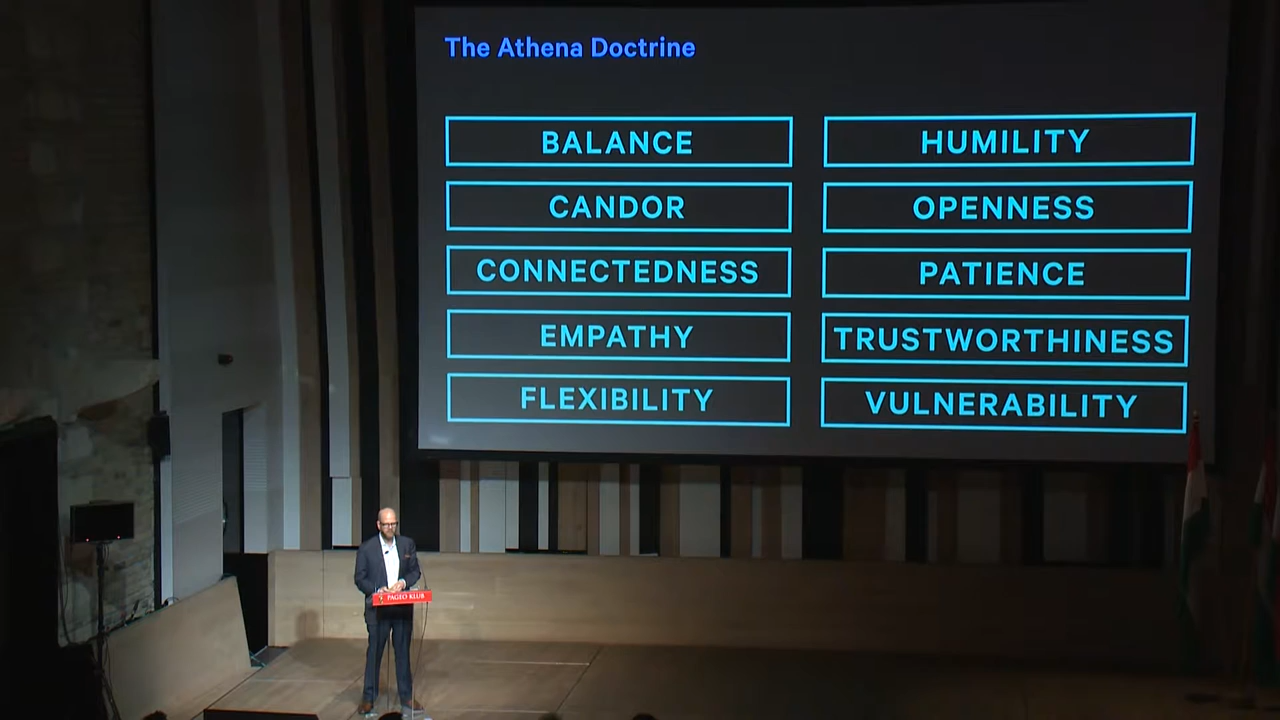 The Athena Doctrine
BALANCE
HUMILITY
CANDOR
OPENNESS
CONNECTEDNESS
PATIENCE
EMPATHY
TRUSTWORTHINESS
FLEXIBILITY
VULNERABILITY
PAGEO KLUB